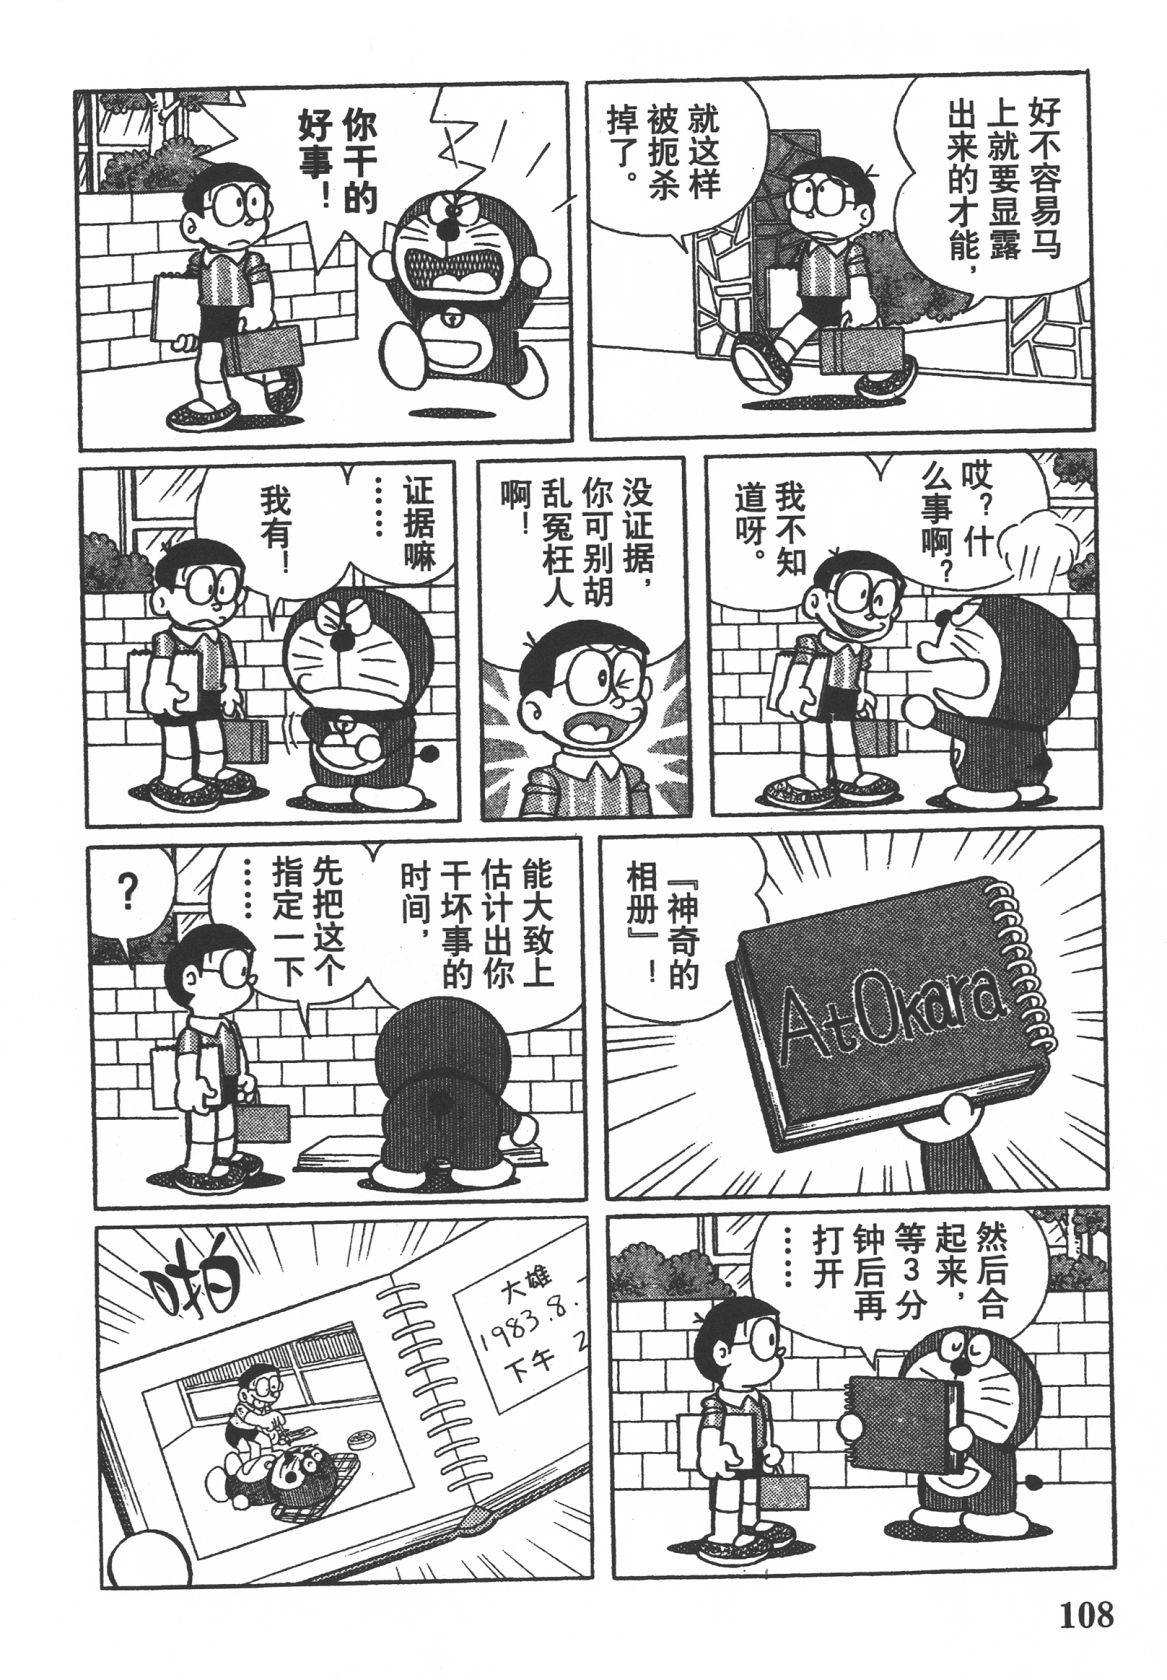 好不容易马
上就要显露
出来的才能，
就这样
被扼杀
掉了。
你干的
好事！
哎？什
么事啊？
我不知
道呀。
没证据，
你可别胡
乱冤枉人
啊！
证据嘛
……
我有！
『神奇的
相册』！
AtOkara
能大致上
估计出你
干坏事的
时间，
先把这个
指定一下
……
？
然后合
起来，
等3分
钟后再
打开
……
啪
大雄
1983.8.
下午 2
108